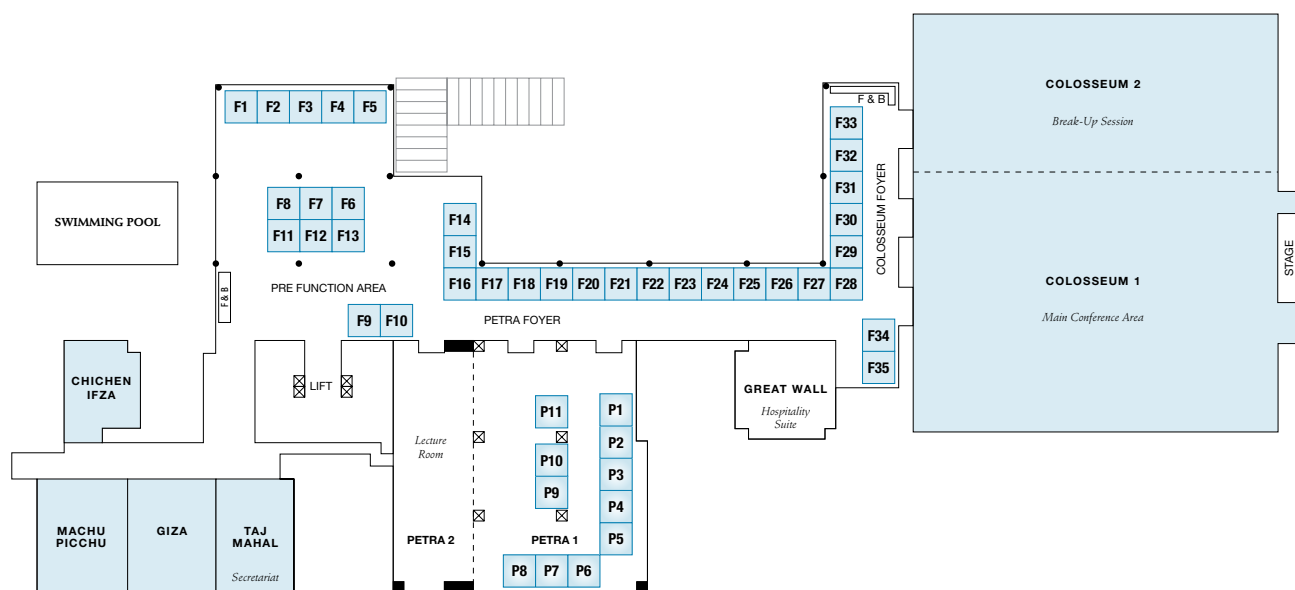 COLOSSEUM 2
Break-Up Session
F & B
F1 F2 F3 F4 F5
F33
F32
F31
F30
F29
COLOSSEUM FOYER
SWIMMING POOL
F8 F7 F6
F11 F12 F13
F14
F15
F16 F17 F18 F19 F20 F21 F22 F23 F24 F25 F26 F27 F28
STAGE
COLOSSEUM 1
Main Conference Area
F & B
PRE FUNCTION AREA
F9 F10
PETRA FOYER
F34
F35
CHICHEN
IFZA
LIFT
GREAT WALL
Hospitality
Suite
Lecture
Room
P11
P10
P9
P1
P2
P3
P4
P5
P8 P7 P6
PETRA 2
PETRA 1
MACHU
PICCHU
GIZA
TAJ
MAHAL
Secretariat